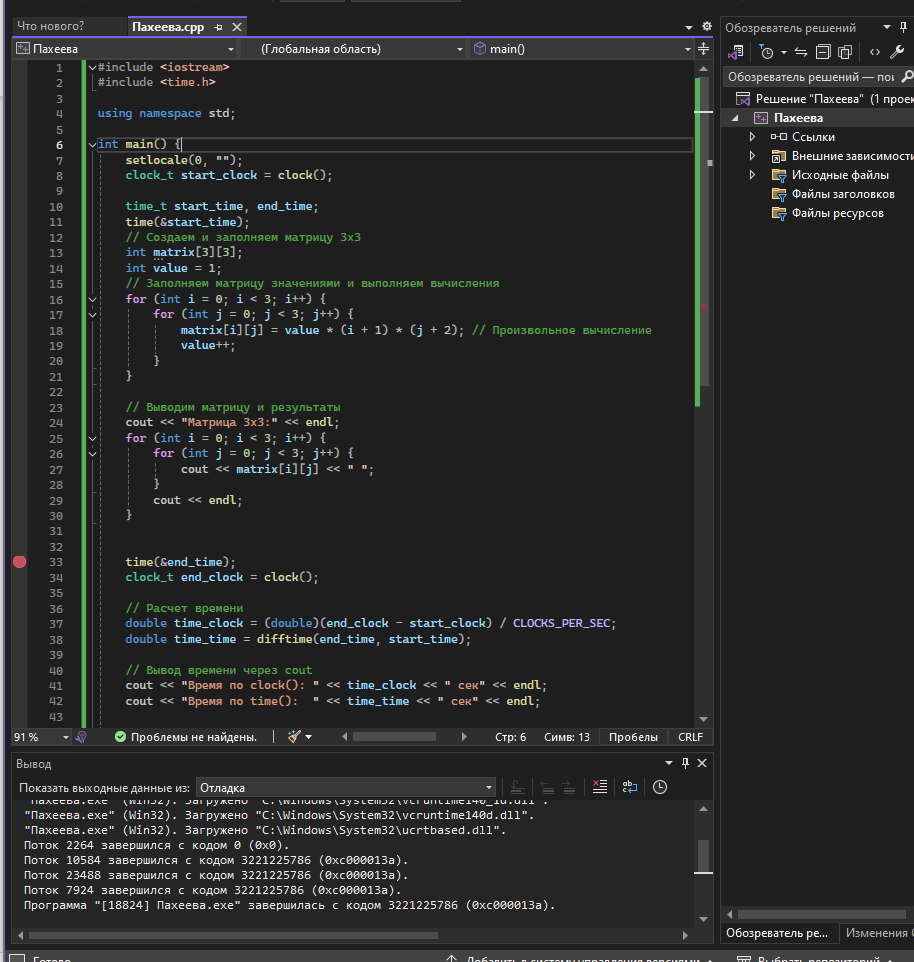 Что нового?
Пахеева.cpp
Пахеева
(Глобальная область)
main()
1 #include <iostream>
2 #include <time.h>
3
4 using namespace std;
5
6 int main() {
7 setlocale(0, "");
8 clock_t start_clock = clock();
9
10 time_t start_time, end_time;
11 time(&start_time);
12 // Создаем и заполняем матрицу 3x3
13 int matrix[3][3];
14 int value = 1;
15 // Заполняем матрицу значениями и выполняем вычисления
16 for (int i = 0; i < 3; i++) {
17 for (int j = 0; j < 3; j++) {
18 matrix[i][j] = value * (i + 1) * (j + 2); // Произвольное вычисление
19 value++;
20 }
21 }
22
23 // Выводим матрицу и результаты
24 cout << "Матрица 3x3:" << endl;
25 for (int i = 0; i < 3; i++) {
26 for (int j = 0; j < 3; j++) {
27 cout << matrix[i][j] << " ";
28 }
29 cout << endl;
30 }
31
32
33 time(&end_time);
34 clock_t end_clock = clock();
35
36 // Расчет времени
37 double time_clock = (double)(end_clock - start_clock) / CLOCKS_PER_SEC;
38 double time_time = difftime(end_time, start_time);
39
40 // Вывод времени через cout
41 cout << "Время по clock(): " << time_clock << " сек" << endl;
42 cout << "Время по time():  " << time_time << " сек" << endl;
43
91 %
Проблемы не найдены.
Стр: 6
Симв: 13
Пробелы
CRLF
Вывод
Показать выходные данные из: Отладка
"Пахеева.exe" (Win32). Загружено "C:\Windows\System32\vcruntime140_1d.dll".
"Пахеева.exe" (Win32). Загружено "C:\Windows\System32\vcruntime140d.dll".
"Пахеева.exe" (Win32). Загружено "C:\Windows\System32\ucrtbased.dll".
Поток 2264 завершился с кодом 0 (0x0).
Поток 10584 завершился с кодом 3221225786 (0xc000013a).
Поток 23488 завершился с кодом 3221225786 (0xc000013a).
Поток 7924 завершился с кодом 3221225786 (0xc000013a).
Программа "[18824] Пахеева.exe" завершилась с кодом 3221225786 (0xc000013a).
Обозреватель решений
Обозреватель решений — пои
Решение "Пахеева" (1 проек
Пахеева
Ссылки
Внешние зависимости
Исходные файлы
Файлы заголовков
Файлы ресурсов
Обозреватель ре...
Изменения G
Готово
Добавить в систему управления версиями
Выбрать репозиторий